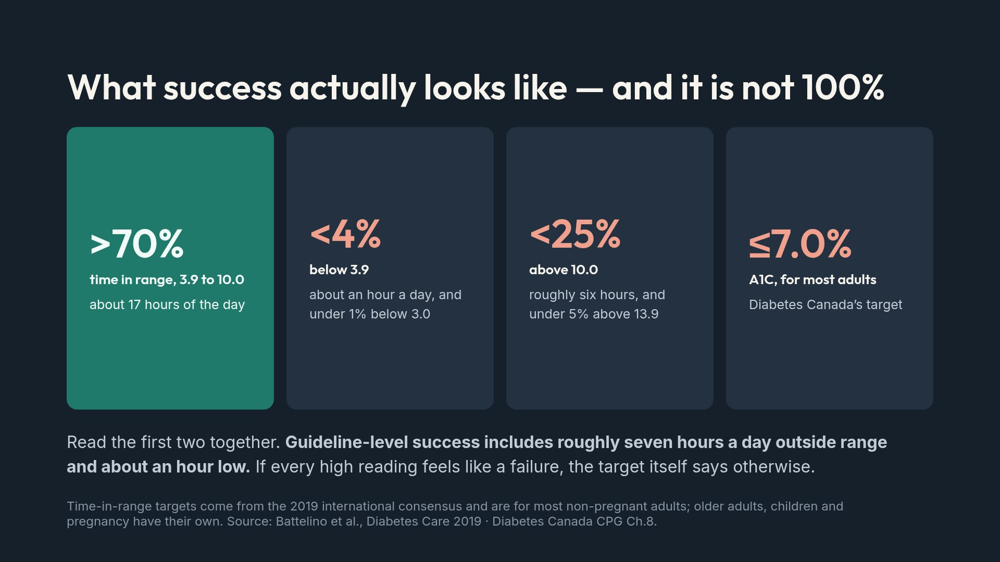 What success actually looks like — and it is not 100%
>70%
time in range, 3.9 to 10.0
about 17 hours of the day
<4%
below 3.9
about an hour a day, and
under 1% below 3.0
<25%
above 10.0
roughly six hours, and
under 5% above 13.9
≤7.0%
A1C, for most adults
Diabetes Canada’s target
Read the first two together. Guideline-level success includes roughly seven hours a day outside range
and about an hour low. If every high reading feels like a failure, the target itself says otherwise.
Time-in-range targets come from the 2019 international consensus and are for most non-pregnant adults; older adults, children and
pregnancy have their own. Source: Battelino et al., Diabetes Care 2019 · Diabetes Canada CPG Ch.8.